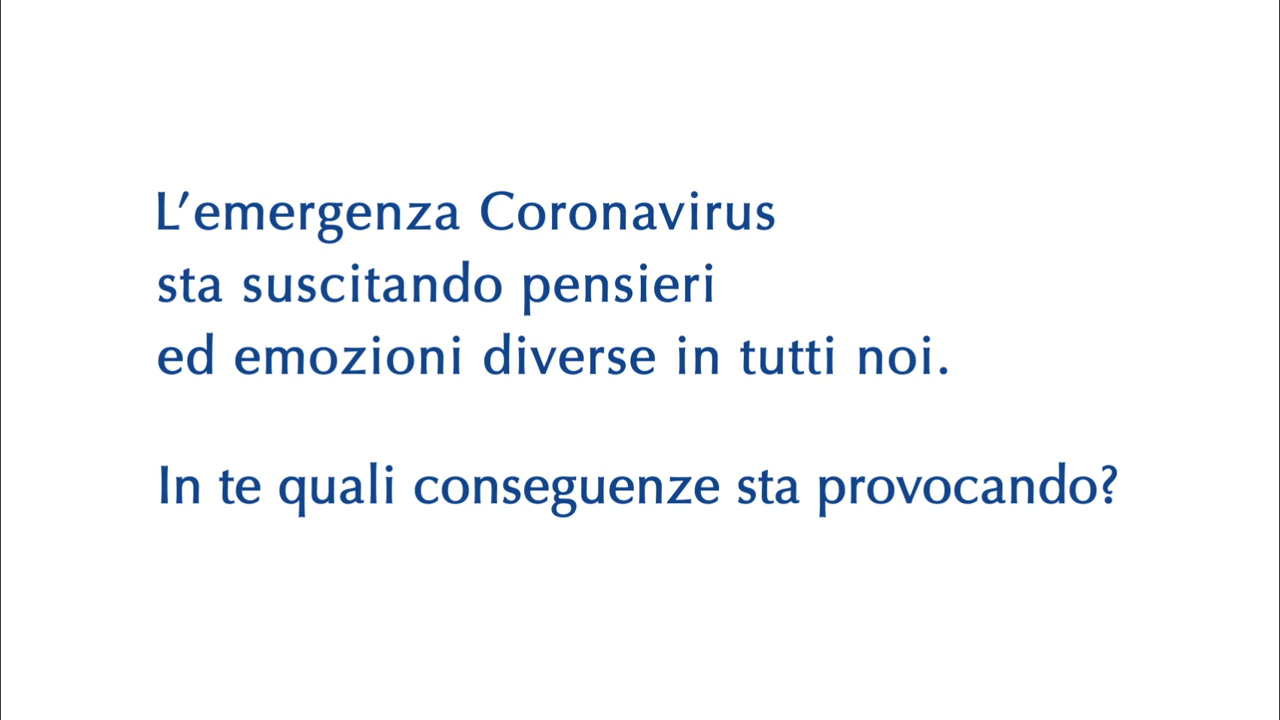 L’emergenza Coronavirus
sta suscitando pensieri
ed emozioni diverse in tutti noi.
In te quali conseguenze sta provocando?